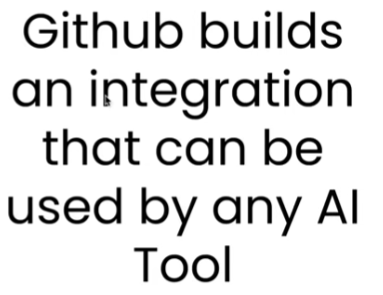 Github builds
an integration
that can be
used by any AI
Tool